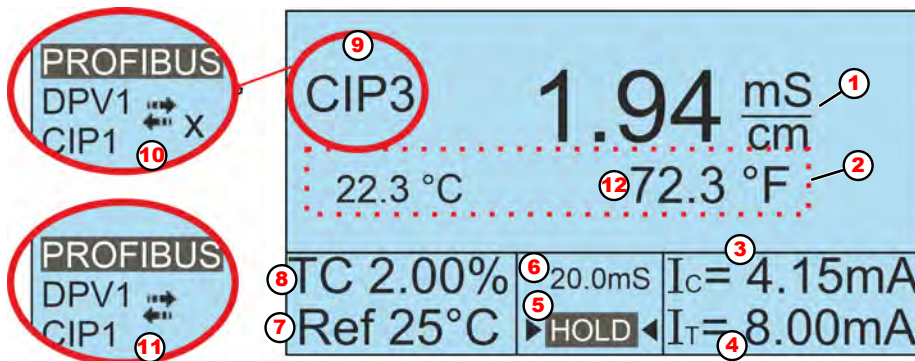 PROFIBUS
DPV1
CIP1 X
10
PROFIBUS
DPV1
CIP1
11
9
CIP3 1.94 mS/cm 1
22.3 °C 12 72.3 °F 2
8 TC 2.00%
7 Ref 25°C
6 20.0mS
5 HOLD
3
IC= 4.15mA
IT= 8.00mA
4